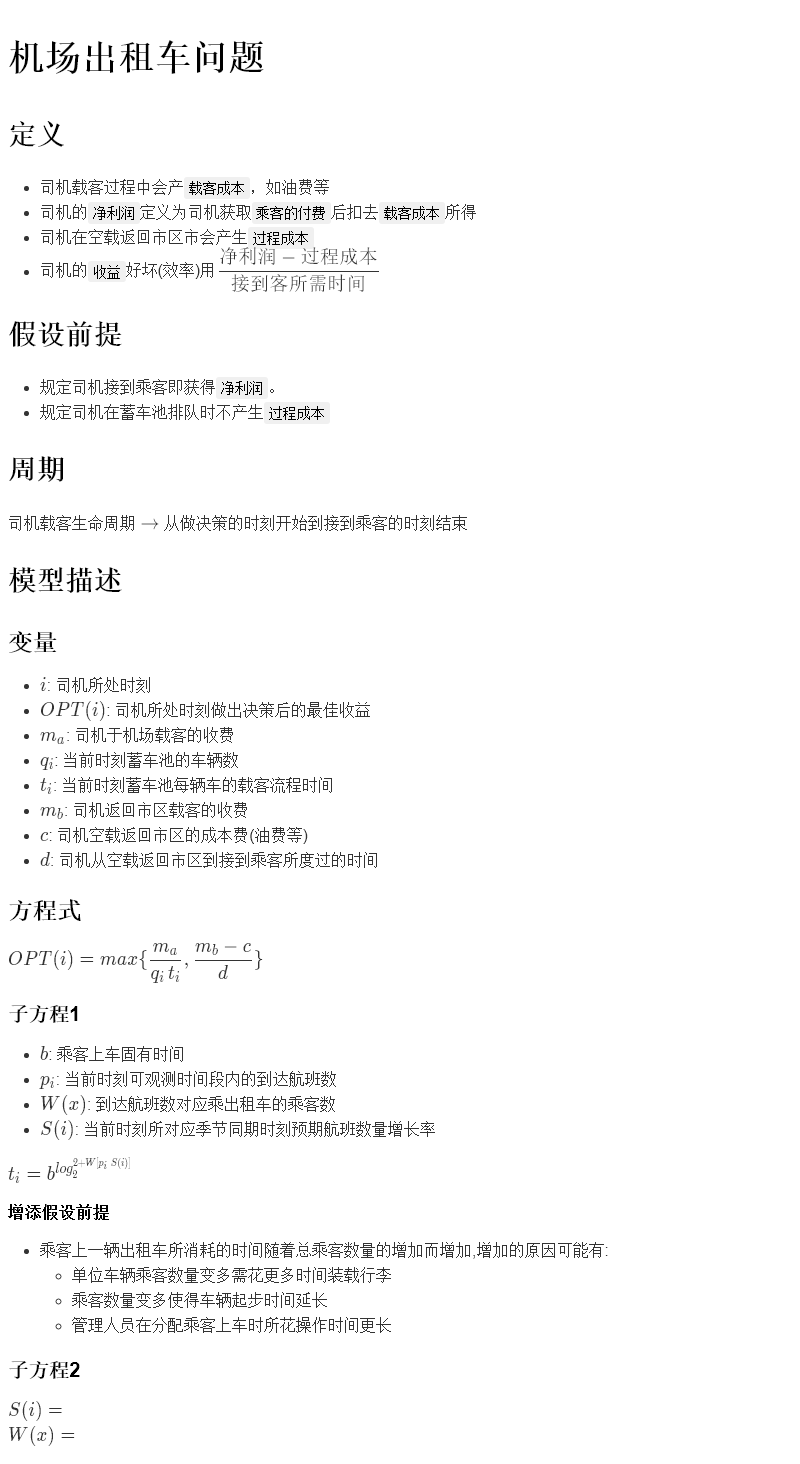 机场出租车问题
定义
司机载客过程中会产 载客成本 ，如油费等
司机的 净利润 定义为司机获取 乘客的付费 后扣去 载客成本 所得
司机在空载返回市区市会产生 过程成本
司机的 收益 好坏(效率)用 净利润 − 过程成本 / 接到客所需时间
假设前提
规定司机接到乘客即获得 净利润 。
规定司机在蓄车池排队时不产生 过程成本
周期
司机载客生命周期 → 从做决策的时刻开始到接到乘客的时刻结束
模型描述
变量
i: 司机所处时刻
OPT(i): 司机所处时刻做出决策后的最佳收益
m_a: 司机于机场载客的收费
q_i: 当前时刻蓄车池的车辆数
t_i: 当前时刻蓄车池每辆车的载客流程时间
m_b: 司机返回市区载客的收费
c: 司机空载返回市区的成本费(油费等)
d: 司机从空载返回市区到接到乘客所度过的时间
方程式
OPT(i) = max{m_a / q_i t_i, m_b − c / d}
子方程1
b: 乘客上车固有时间
p_i: 当前时刻可观测时间段内的到达航班数
W(x): 到达航班数对应乘出租车的乘客数
S(i): 当前时刻所对应季节同期时刻预期航班数量增长率
t_i = b^{log_2^{2+W[p_i S(i)]}}
增添假设前提
乘客上一辆出租车所消耗的时间随着总乘客数量的增加而增加,增加的原因可能有:
单位车辆乘客数量变多需花更多时间装载行李
乘客数量变多使得车辆起步时间延长
管理人员在分配乘客上车时所花操作时间更长
子方程2
S(i) =
W(x) =